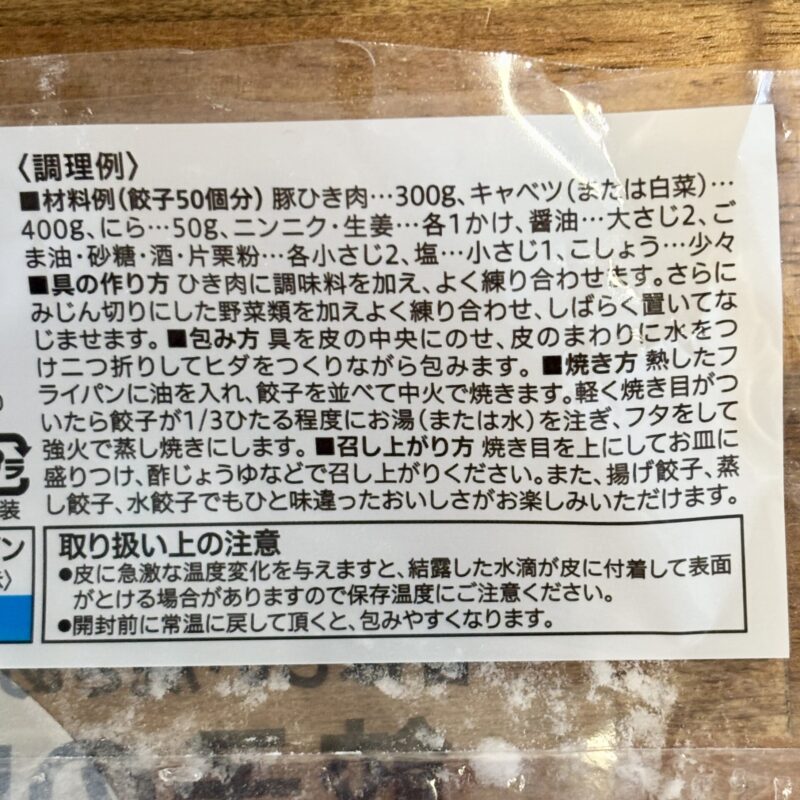 〈調理例〉
■材料例(餃子50個分) 豚ひき肉…300g、キャベツ(または白菜)…
400g、にら…50g、ニンニク・生姜…各1かけ、醤油…大さじ2、ご
ま油・砂糖・酒・片栗粉…各小さじ2、塩…小さじ1、こしょう…少々
■具の作り方 ひき肉に調味料を加え、よく練り合わせます。さらに
みじん切りにした野菜類を加えよく練り合わせ、しばらく置いてな
じませます。■包み方 具を皮の中央にのせ、皮のまわりに水をつ
け二つ折りしてヒダをつくりながら包みます。■焼き方 熱したフ
ライパンに油を入れ、餃子を並べて中火で焼きます。軽く焼き目がつ
いたら餃子が1/3ひたる程度にお湯(または水)を注ぎ、フタをして
強火で蒸し焼きにします。■召し上がり方 焼き目を上にしてお皿に
盛りつけ、酢じょうゆなどで召し上がりください。また、揚げ餃子、蒸
し餃子、水餃子でもひと味違ったおいしさがお楽しみいただけます。
プラ
装
ン
取り扱い上の注意
●皮に急激な温度変化を与えますと、結露した水滴が皮に付着して表面
がとける場合がありますので保存温度にご注意ください。
●開封前に常温に戻して頂くと、包みやすくなります。